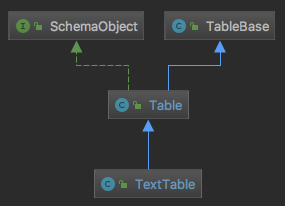 I SchemaObject
C TableBase
C Table
C TextTable